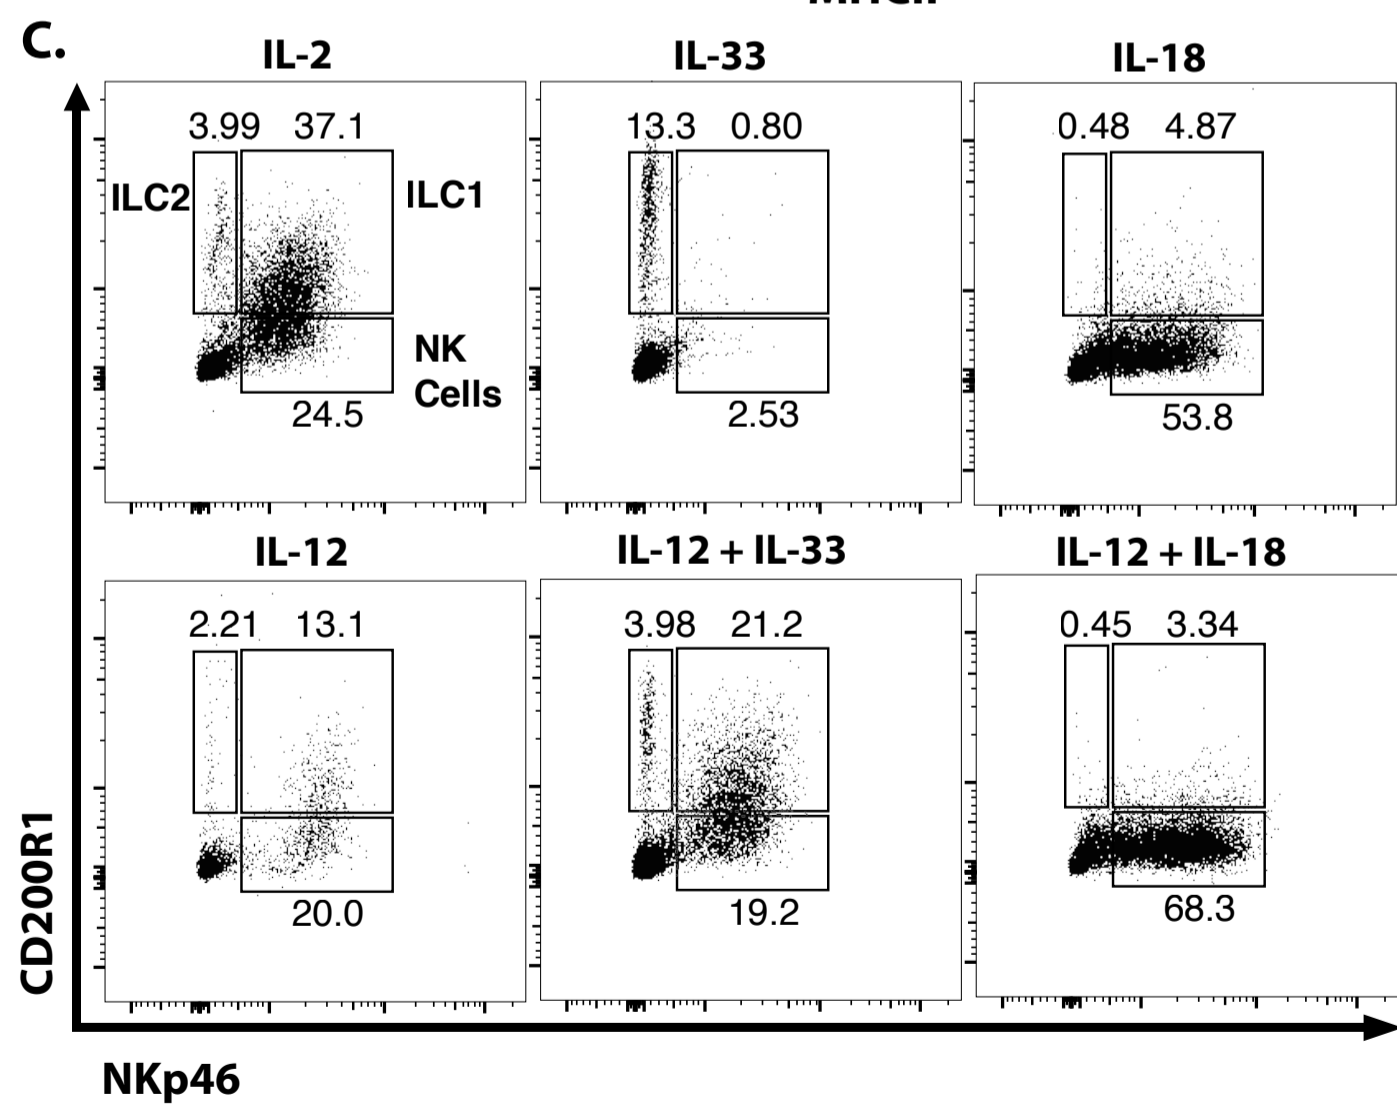 C.
IL-2
IL-33
IL-18
3.99 37.1
13.3 0.80
0.48 4.87
ILC2
ILC1
NK
Cells
24.5
2.53
53.8
IL-12
IL-12 + IL-33
IL-12 + IL-18
2.21 13.1
3.98 21.2
0.45 3.34
20.0
19.2
68.3
CD200R1
NKp46